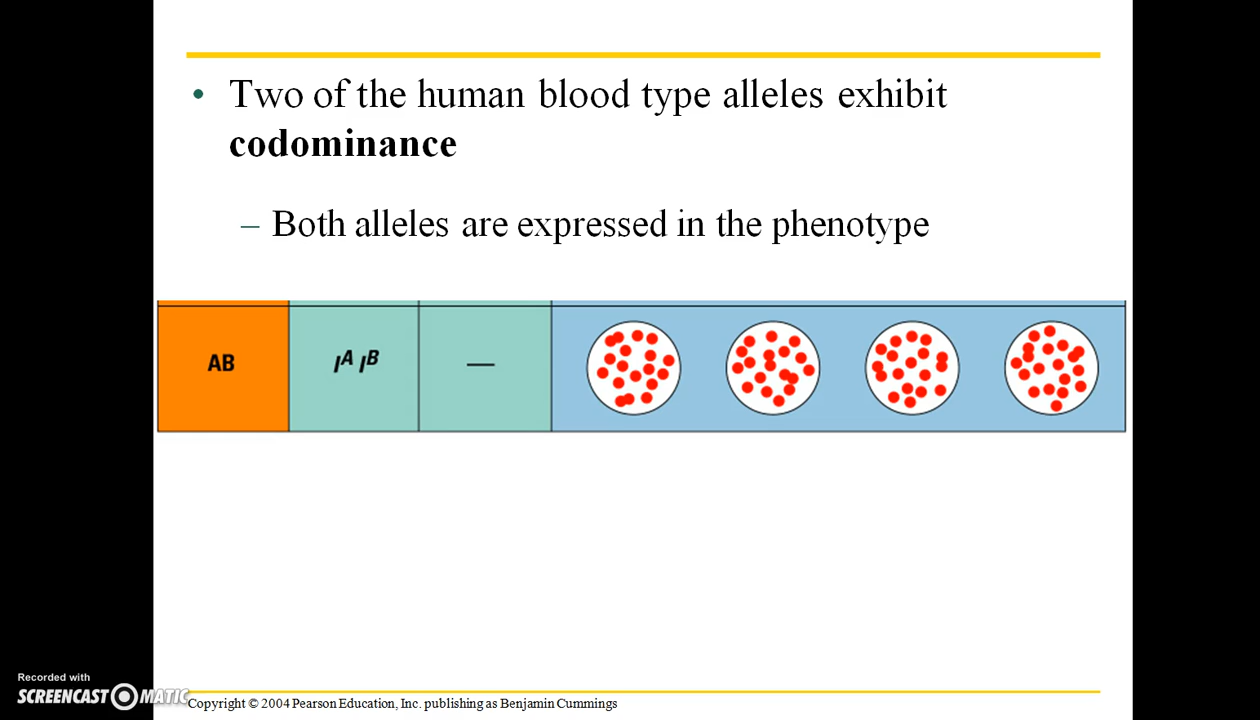 • Two of the human blood type alleles exhibit
codominance
– Both alleles are expressed in the phenotype
AB
IA IB
—
Recorded with
SCREENCAST MATIC
Copyright © 2004 Pearson Education, Inc. publishing as Benjamin Cummings